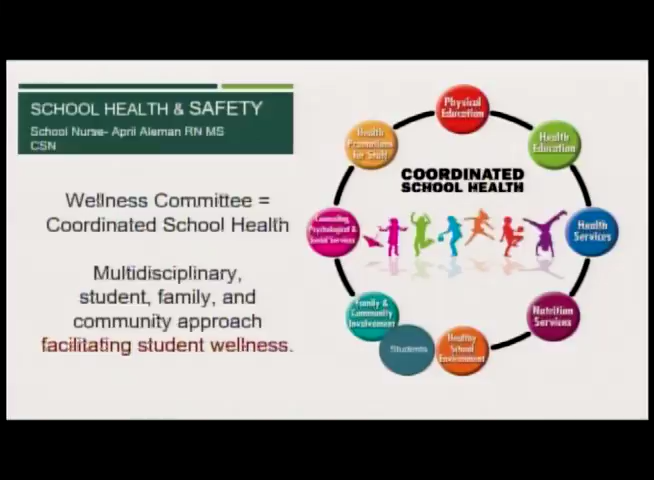 SCHOOL HEALTH & SAFETY
School Nurse- April Aleman RN MS
CSN
Wellness Committee =
Coordinated School Health
Multidisciplinary,
student, family, and
community approach
facilitating student wellness.
Physical
Education
Health
Education
Health
Services
Nutrition
Services
Healthy
School
Environment
Students
Family &
Community
Involvement
Counseling,
Psychological &
Social Services
Health
Promotions
for Staff
COORDINATED
SCHOOL HEALTH